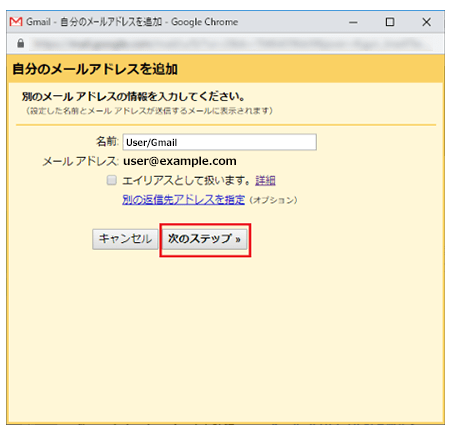 Gmail - 自分のメールアドレスを追加 - Google Chrome
自分のメールアドレスを追加
別のメール アドレスの情報を入力してください。
（設定した名前とメール アドレスが送信するメールに表示されます）
名前: User/Gmail
メール アドレス: user@example.com
エイリアスとして扱います。 詳細
別の返信先アドレスを指定 （オプション）
キャンセル 次のステップ »